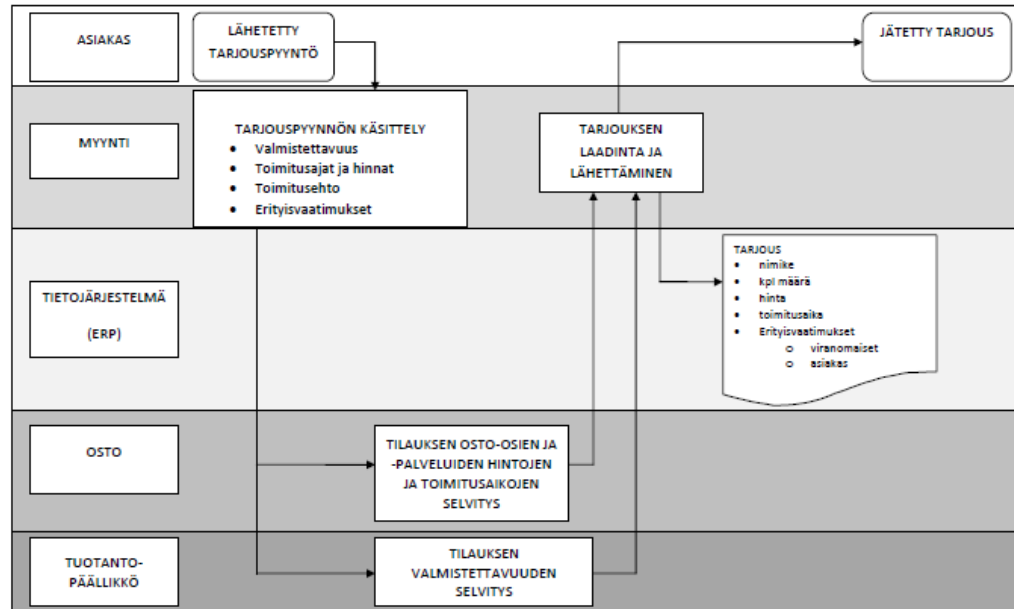 ASIAKAS
LÄHETETTY
TARJOUSPYYNTÖ
JÄTETTY TARJOUS
MYYNTI
TARJOUSPYYNNÖN KÄSITTELY
• Valmistettavuus
• Toimitusajat ja hinnat
• Toimitusehto
• Erityisvaatimukset
TARJOUKSEN
LAADINTA JA
LÄHETTÄMINEN
TIETOJÄRJESTELMÄ
(ERP)
TARJOUS
• nimike
• kpl määrä
• hinta
• toimitusaika
• Erityisvaatimukset
o viranomaiset
o asiakas
OSTO
TILAUKSEN OSTO-OSIEN JA
-PALVELUIDEN HINTOJEN
JA TOIMITUSAIKOJEN
SELVITYS
TUOTANTO-
PÄÄLLIKKÖ
TILAUKSEN
VALMISTETTAVUUDEN
SELVITYS